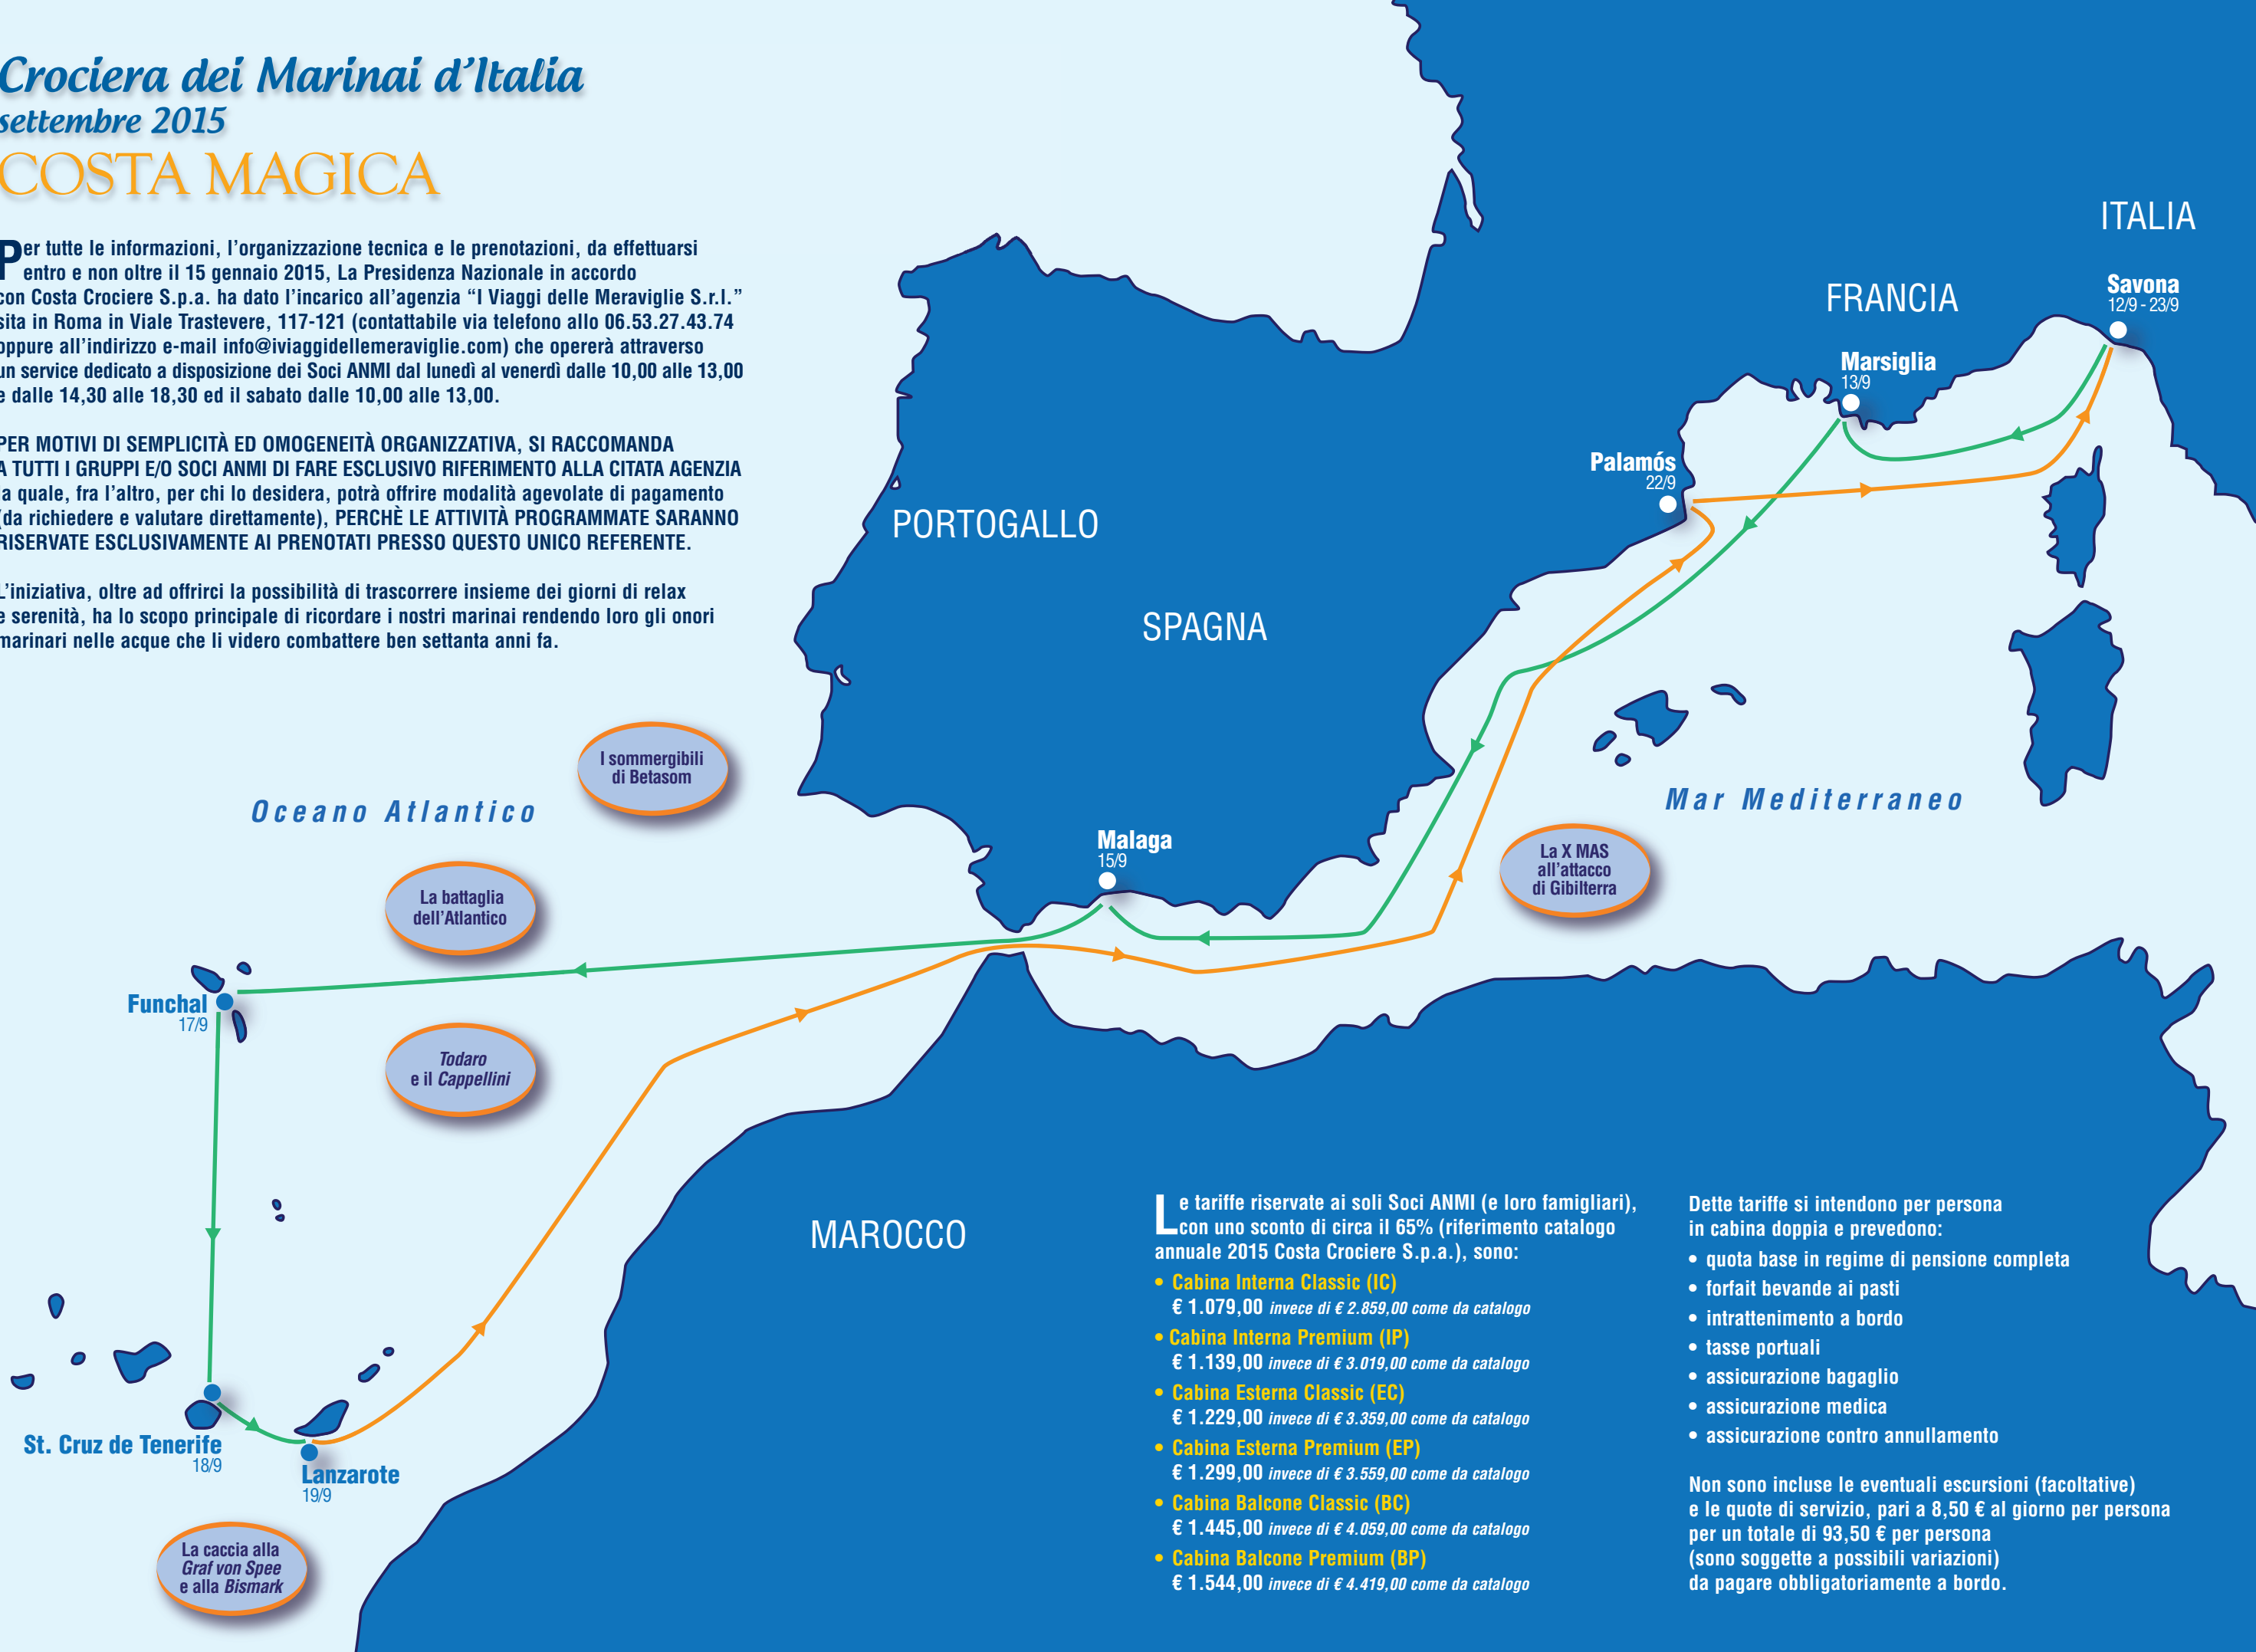 Crociera dei Marinai d'Italia
settembre 2015
COSTA MAGICA
Per tutte le informazioni, l'organizzazione tecnica e le prenotazioni, da effettuarsi
entro e non oltre il 15 gennaio 2015, La Presidenza Nazionale in accordo
con Costa Crociere S.p.a. ha dato l'incarico all'agenzia “I Viaggi delle Meraviglie S.r.l.”
sita in Roma in Viale Trastevere, 117-121 (contattabile via telefono allo 06.53.27.43.74
oppure all'indirizzo e-mail info@iviaggidellemeraviglie.com) che opererà attraverso
un service dedicato a disposizione dei Soci ANMI dal lunedì al venerdì dalle 10,00 alle 13,00
e dalle 14,30 alle 18,30 ed il sabato dalle 10,00 alle 13,00.
PER MOTIVI DI SEMPLICITÀ ED OMOGENEITÀ ORGANIZZATIVA, SI RACCOMANDA
A TUTTI I GRUPPI E/O SOCI ANMI DI FARE ESCLUSIVO RIFERIMENTO ALLA CITATA AGENZIA
la quale, fra l'altro, per chi lo desidera, potrà offrire modalità agevolate di pagamento
(da richiedere e valutare direttamente), PERCHÈ LE ATTIVITÀ PROGRAMMATE SARANNO
RISERVATE ESCLUSIVAMENTE AI PRENOTATI PRESSO QUESTO UNICO REFERENTE.
L'iniziativa, oltre ad offrirci la possibilità di trascorrere insieme dei giorni di relax
e serenità, ha lo scopo principale di ricordare i nostri marinai rendendo loro gli onori
marinari nelle acque che li videro combattere ben settanta anni fa.
ITALIA
Savona
12/9 - 23/9
FRANCIA
Marsiglia
13/9
Palamós
22/9
PORTOGALLO
SPAGNA
I sommergibili
di Betasom
Oceano Atlantico
Mar Mediterraneo
Malaga
15/9
La X MAS
all'attacco
di Gibilterra
La battaglia
dell'Atlantico
Funchal
17/9
Todaro
e il Cappellini
MAROCCO
St. Cruz de Tenerife
18/9
Lanzarote
19/9
La caccia alla
Graf von Spee
e alla Bismark
Le tariffe riservate ai soli Soci ANMI (e loro famigliari),
con uno sconto di circa il 65% (riferimento catalogo
annuale 2015 Costa Crociere S.p.a.), sono:
• Cabina Interna Classic (IC)
€ 1.079,00 invece di € 2.859,00 come da catalogo
• Cabina Interna Premium (IP)
€ 1.139,00 invece di € 3.019,00 come da catalogo
• Cabina Esterna Classic (EC)
€ 1.229,00 invece di € 3.359,00 come da catalogo
• Cabina Esterna Premium (EP)
€ 1.299,00 invece di € 3.559,00 come da catalogo
• Cabina Balcone Classic (BC)
€ 1.445,00 invece di € 4.059,00 come da catalogo
• Cabina Balcone Premium (BP)
€ 1.544,00 invece di € 4.419,00 come da catalogo
Dette tariffe si intendono per persona
in cabina doppia e prevedono:
• quota base in regime di pensione completa
• forfait bevande ai pasti
• intrattenimento a bordo
• tasse portuali
• assicurazione bagaglio
• assicurazione medica
• assicurazione contro annullamento
Non sono incluse le eventuali escursioni (facoltative)
e le quote di servizio, pari a 8,50 € al giorno per persona
per un totale di 93,50 € per persona
(sono soggette a possibili variazioni)
da pagare obbligatoriamente a bordo.